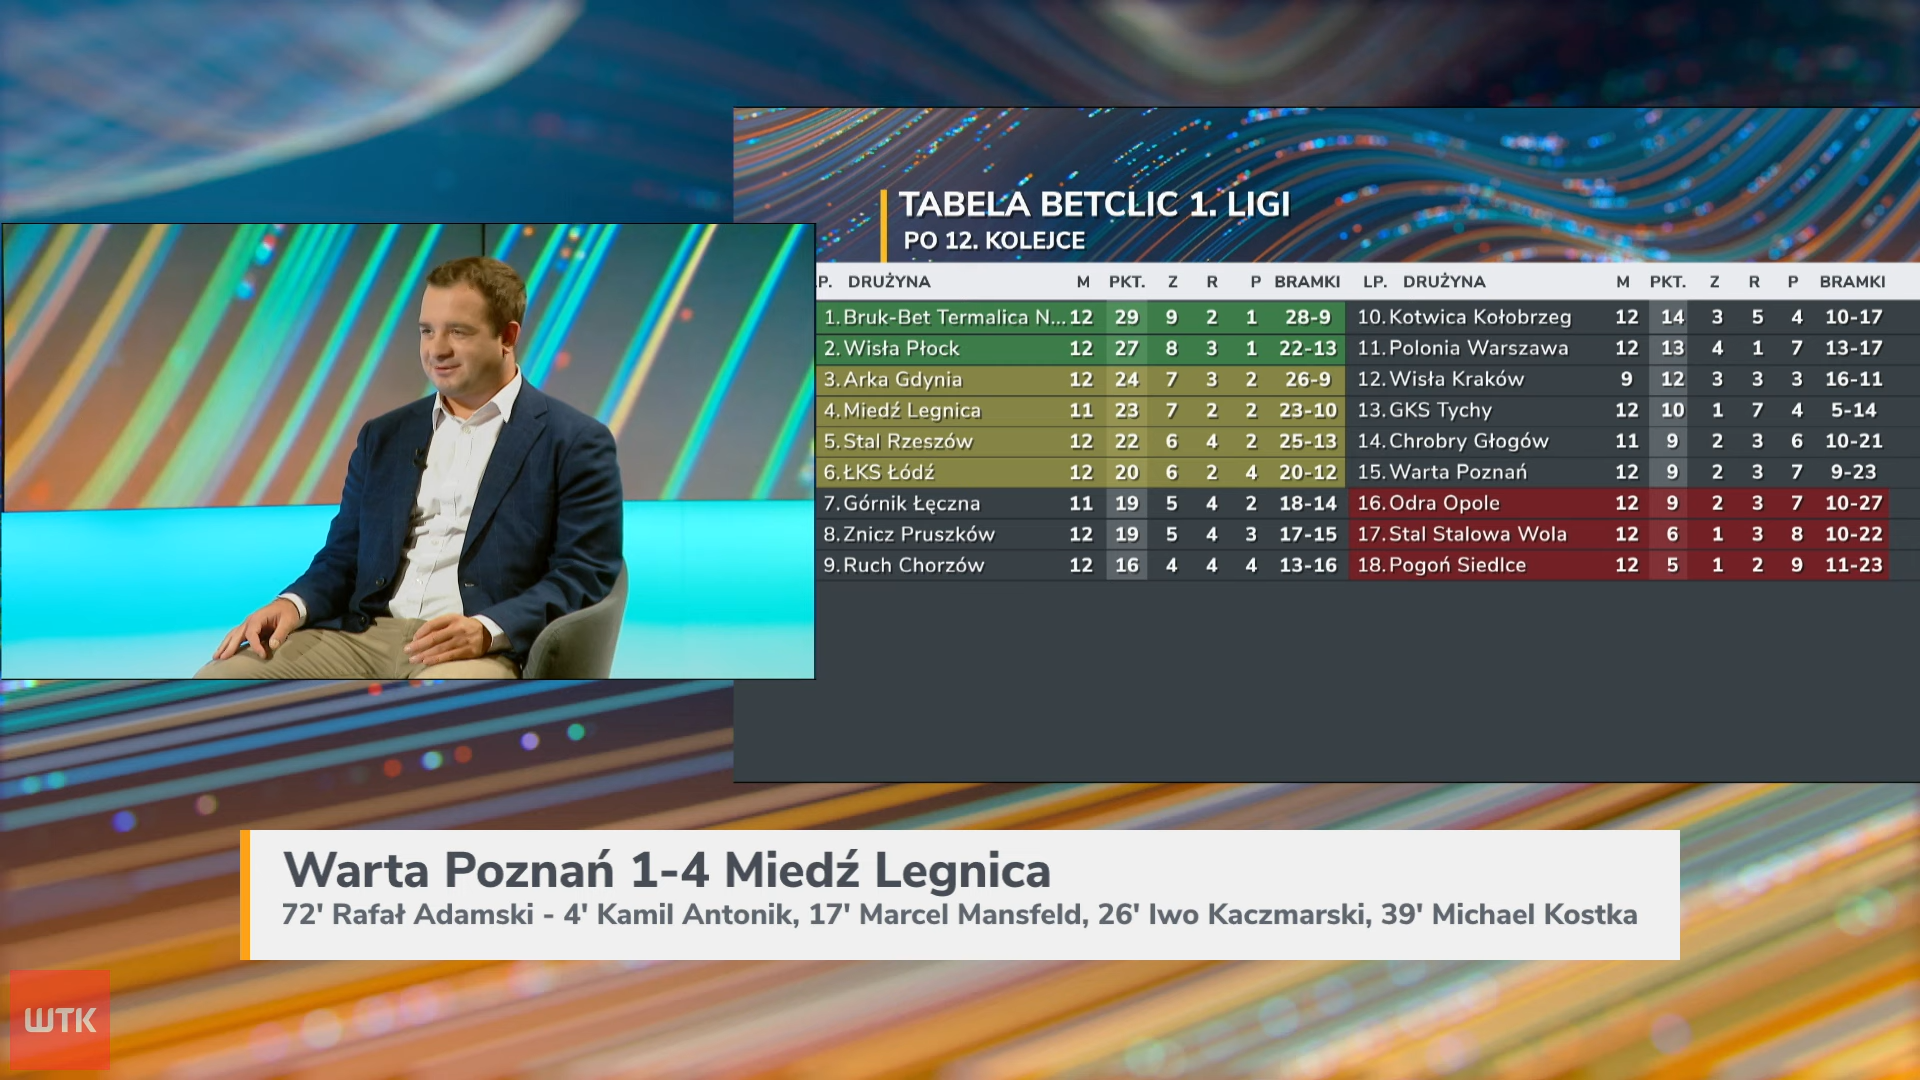 TABELA BETCLIC 1. LIGI
PO 12. KOLEJCE
P. DRUŻYNA M PKT. Z R P BRAMKI LP. DRUŻYNA M PKT. Z R P BRAMKI
1. Bruk-Bet Termalica N... 12 29 9 2 1 28-9
2. Wisła Płock 12 27 8 3 1 22-13
3. Arka Gdynia 12 24 7 3 2 26-9
4. Miedź Legnica 11 23 7 2 2 23-10
5. Stal Rzeszów 12 22 6 4 2 25-13
6. ŁKS Łódź 12 20 6 2 4 20-12
7. Górnik Łęczna 11 19 5 4 2 18-14
8. Znicz Pruszków 12 19 5 4 3 17-15
9. Ruch Chorzów 12 16 4 4 4 13-16
10. Kotwica Kołobrzeg 12 14 3 5 4 10-17
11. Polonia Warszawa 12 13 4 1 7 13-17
12. Wisła Kraków 9 12 3 3 3 16-11
13. GKS Tychy 12 10 1 7 4 5-14
14. Chrobry Głogów 11 9 2 3 6 10-21
15. Warta Poznań 12 9 2 3 7 9-23
16. Odra Opole 12 9 2 3 7 10-27
17. Stal Stalowa Wola 12 6 1 3 8 10-22
18. Pogoń Siedlce 12 5 1 2 9 11-23
Warta Poznań 1-4 Miedź Legnica
72' Rafał Adamski - 4' Kamil Antonik, 17' Marcel Mansfeld, 26' Iwo Kaczmarski, 39' Michael Kostka
WTK